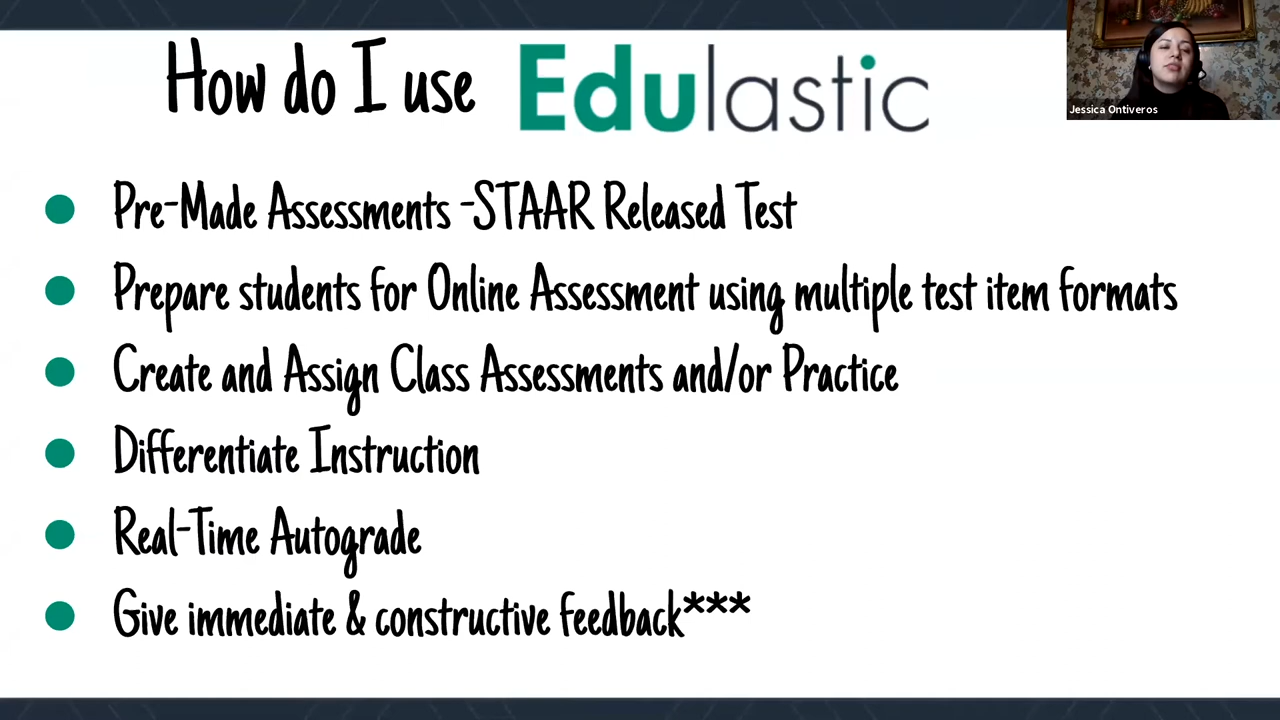 How do I use Edulastic
Jessica Ontiveros
Pre-Made Assessments -STAAR Released Test
Prepare students for Online Assessment using multiple test item formats
Create and Assign Class Assessments and/or Practice
Differentiate Instruction
Real-Time Autograde
Give immediate & constructive feedback***